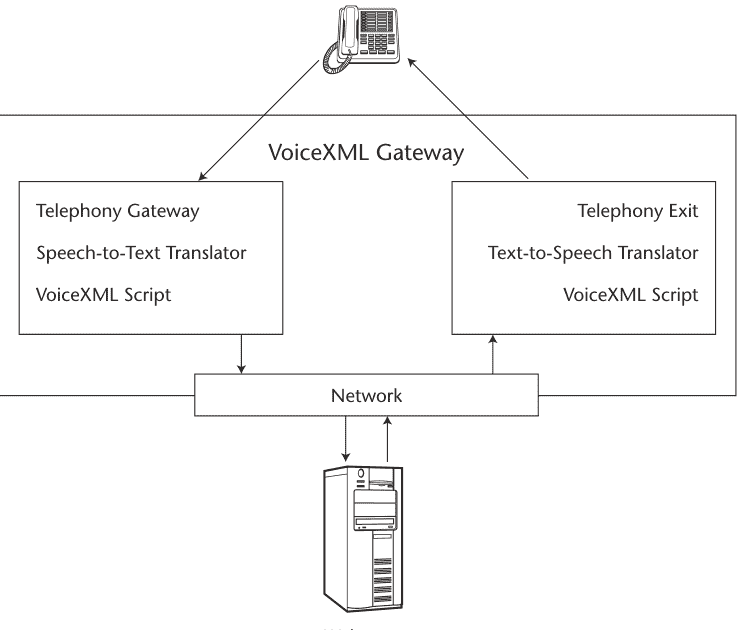 VoiceXML Gateway
Telephony Gateway
Speech-to-Text Translator
VoiceXML Script
Telephony Exit
Text-to-Speech Translator
VoiceXML Script
Network